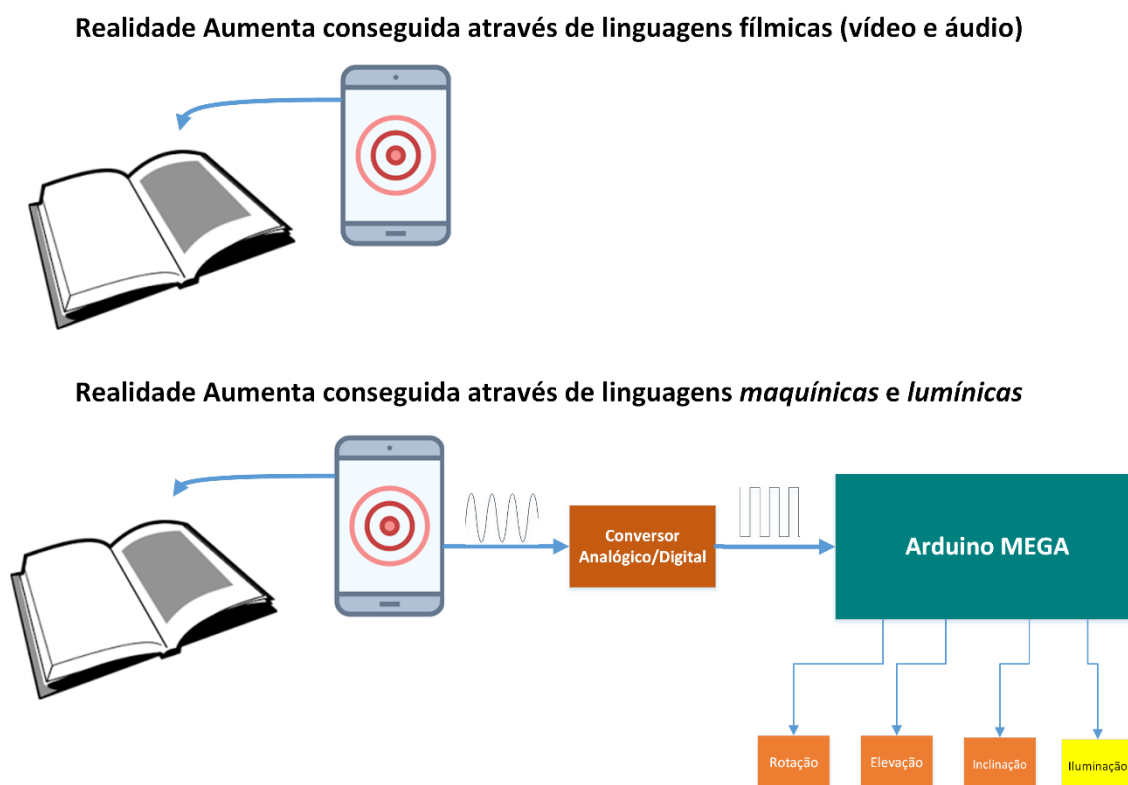 Realidade Aumenta conseguida através de linguagens fílmicas (vídeo e áudio)
Realidade Aumenta conseguida através de linguagens maquínicas e lumínicas
Conversor
Analógico/Digital
Arduino MEGA
Rotação
Elevação
Inclinação
Iluminação